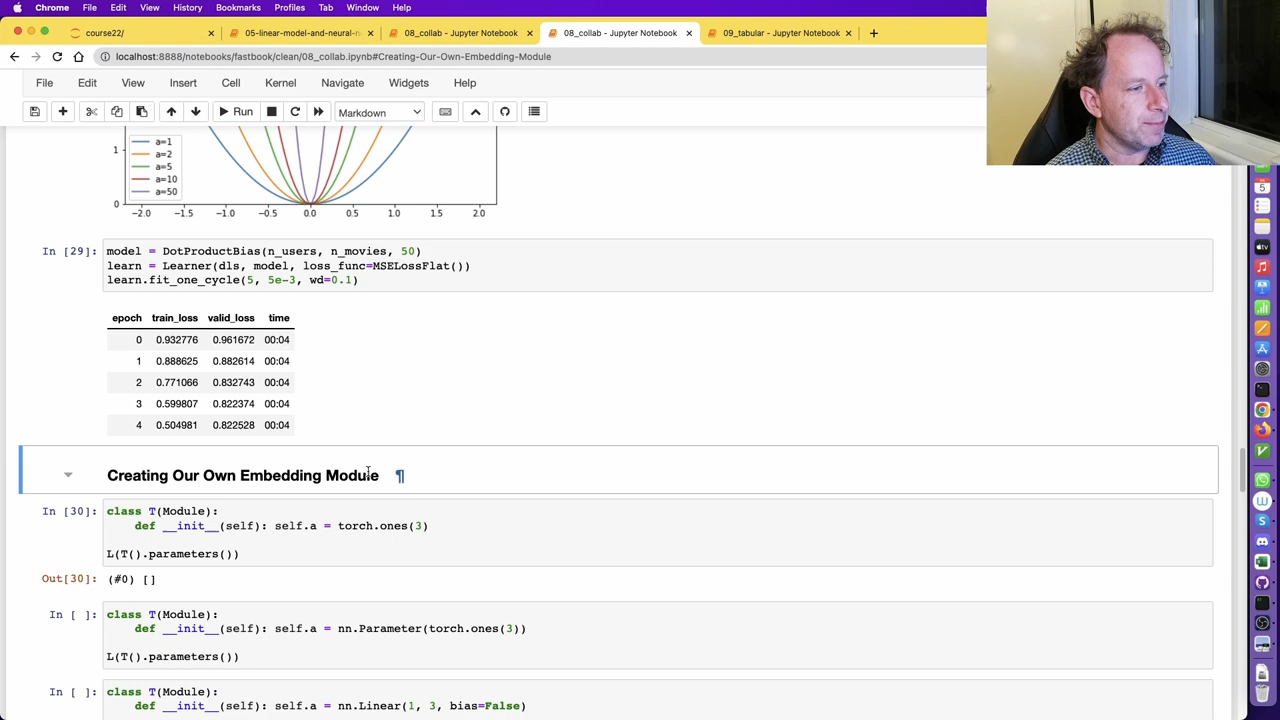 Chrome File Edit View History Bookmarks Profiles Tab Window Help
course22/ 05-linear-model-and-neural-n 08_collab - Jupyter Notebook 08_collab - Jupyter Notebook 09_tabular - Jupyter Notebook
localhost:8888/notebooks/fastbook/clean/08_collab.ipynb#Creating-Our-Own-Embedding-Module
File Edit View Insert Cell Kernel Navigate Widgets Help
Run Markdown
1
0
a=1
a=2
a=5
a=10
a=50
-2.0 -1.5 -1.0 -0.5 0.0 0.5 1.0 1.5 2.0
In [29]: model = DotProductBias(n_users, n_movies, 50)
learn = Learner(dls, model, loss_func=MSELossFlat())
learn.fit_one_cycle(5, 5e-3, wd=0.1)
epoch train_loss valid_loss time
0 0.932776 0.961672 00:04
1 0.888625 0.882614 00:04
2 0.771066 0.832743 00:04
3 0.599807 0.822374 00:04
4 0.504981 0.822528 00:04
Creating Our Own Embedding Module ¶
In [30]: class T(Module):
def __init__(self): self.a = torch.ones(3)
L(T().parameters())
Out[30]: (#0) []
In [ ]: class T(Module):
def __init__(self): self.a = nn.Parameter(torch.ones(3))
L(T().parameters())
In [ ]: class T(Module):
def __init__(self): self.a = nn.Linear(1, 3, bias=False)
5